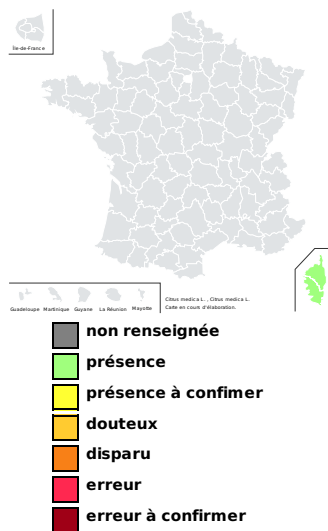 Île-de-France
Citrus medica L. , Citrus medica L.
Carte en cours d'élaboration.
Guadeloupe Martinique Guyane La Réunion Mayotte
non renseignée
présence
présence à confimer
douteux
disparu
erreur
erreur à confirmer